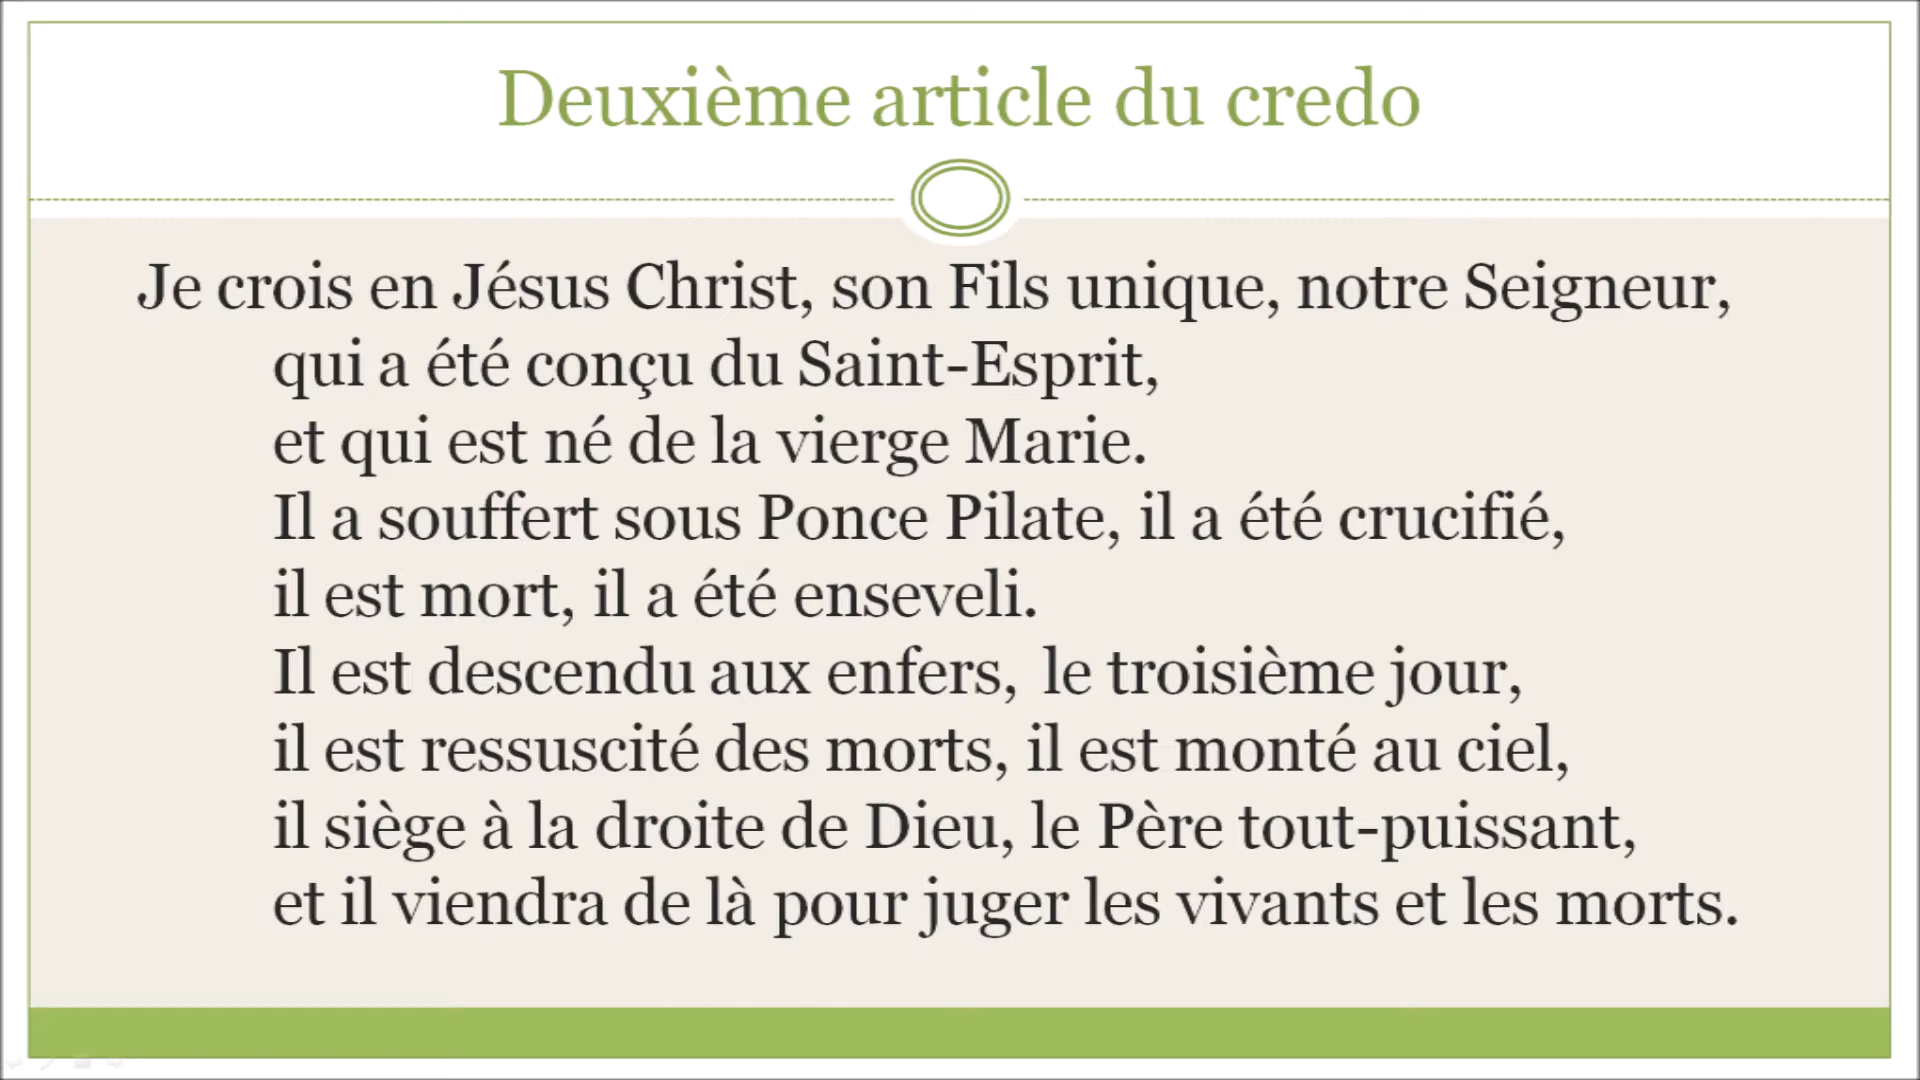 Deuxième article du credo
Je crois en Jésus Christ, son Fils unique, notre Seigneur,
qui a été conçu du Saint-Esprit,
et qui est né de la vierge Marie.
Il a souffert sous Ponce Pilate, il a été crucifié,
il est mort, il a été enseveli.
Il est descendu aux enfers, le troisième jour,
il est ressuscité des morts, il est monté au ciel,
il siège à la droite de Dieu, le Père tout-puissant,
et il viendra de là pour juger les vivants et les morts.